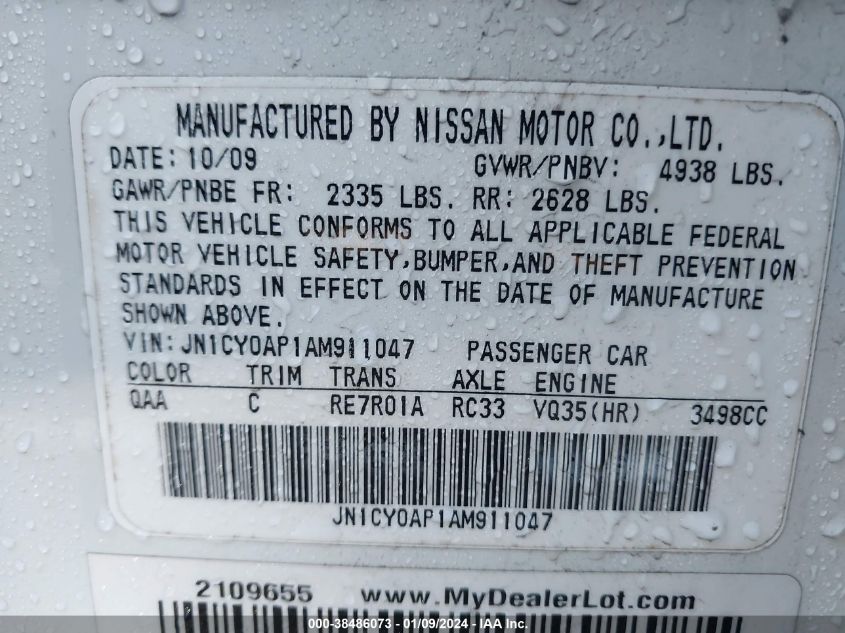 MANUFACTURED BY NISSAN MOTOR CO.,LTD.
DATE: 10/09 GVWR/PNBV: 4938 LBS.
GAWR/PNBE FR: 2335 LBS. RR: 2628 LBS.
THIS VEHICLE CONFORMS TO ALL APPLICABLE FEDERAL
MOTOR VEHICLE SAFETY,BUMPER,AND THEFT PREVENTION
STANDARDS IN EFFECT ON THE DATE OF MANUFACTURE
SHOWN ABOVE.
VIN:JN1CY0AP1AM911047 PASSENGER CAR
COLOR TRIM TRANS AXLE ENGINE
QAA C RE7R01A RC33 VQ35(HR) 3498CC
JN1CY0AP1AM911047
2109655 www.MyDealerLot.com
000-38486073 - 01/09/2024 - IAA Inc.